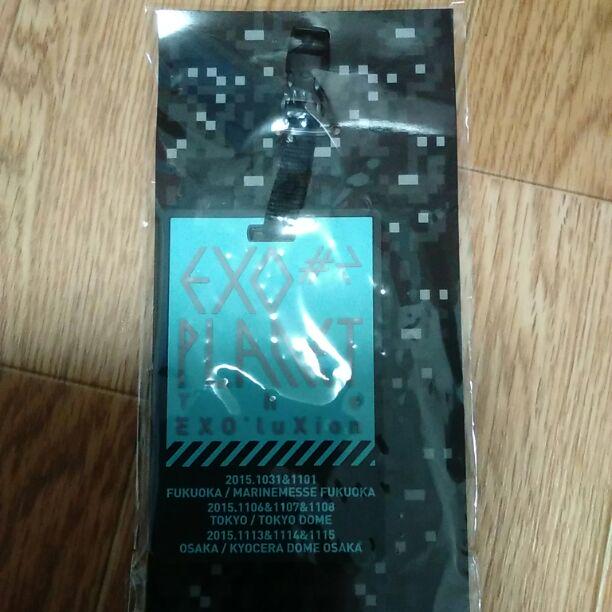 EXO
PLANET
EXO'luXion
2015.1031&1101
FUKUOKA / MARINEMESSE FUKUOKA
2015.1106&1107&1108
TOKYO / TOKYO DOME
2015.1113&1114&1115
OSAKA / KYOCERA DOME OSAKA